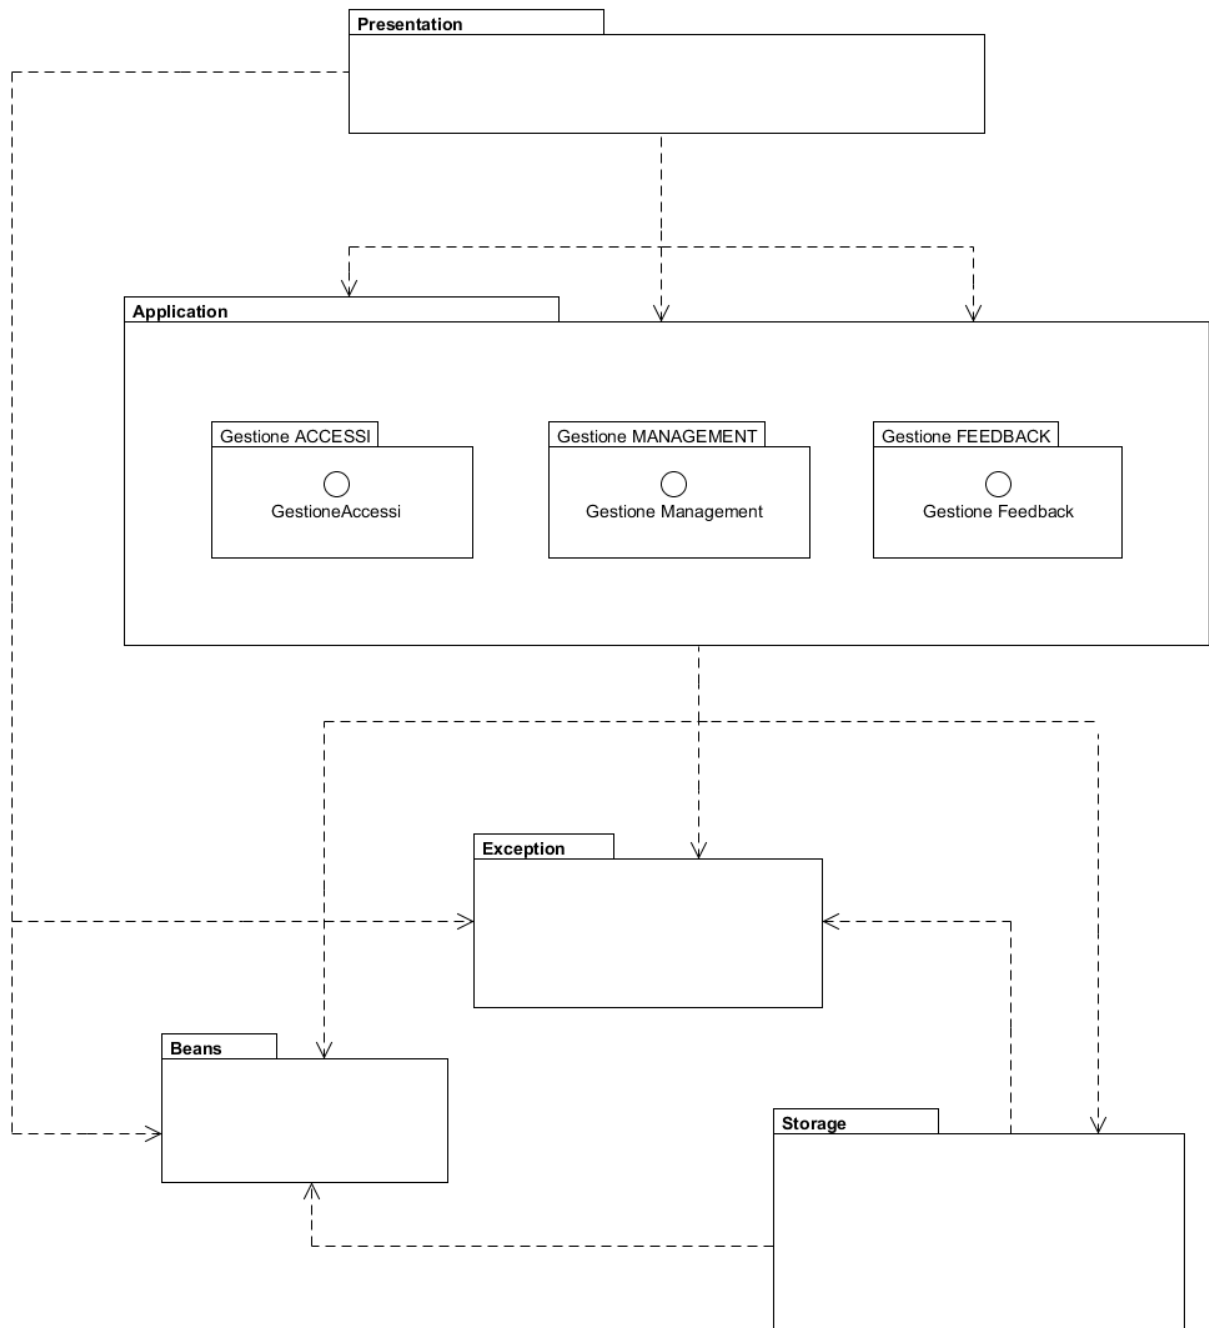 Presentation
Application
Gestione ACCESSI
Gestione MANAGEMENT
Gestione FEEDBACK
GestioneAccessi
Gestione Management
Gestione Feedback
Exception
Beans
Storage